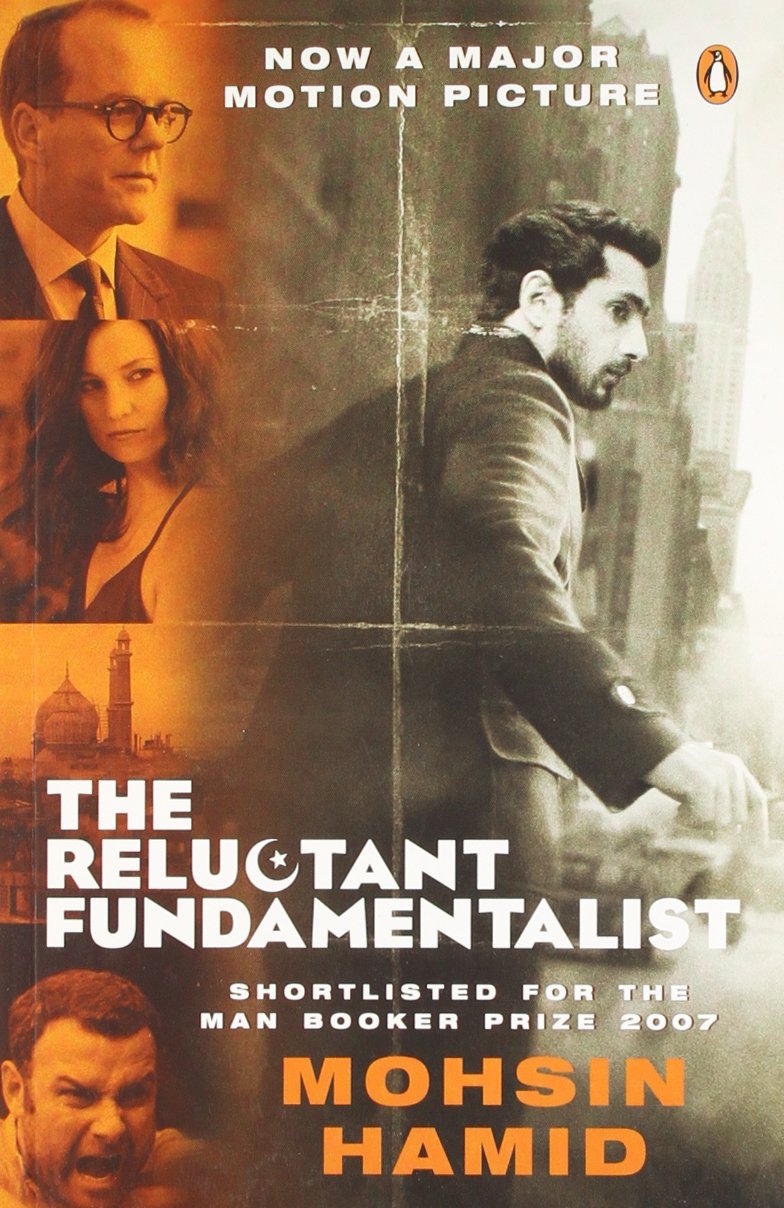 NOW A MAJOR
MOTION PICTURE
THE
RELUCTANT
FUNDAMENTALIST
SHORTLISTED FOR THE
MAN BOOKER PRIZE 2007
MOHSIN
HAMID